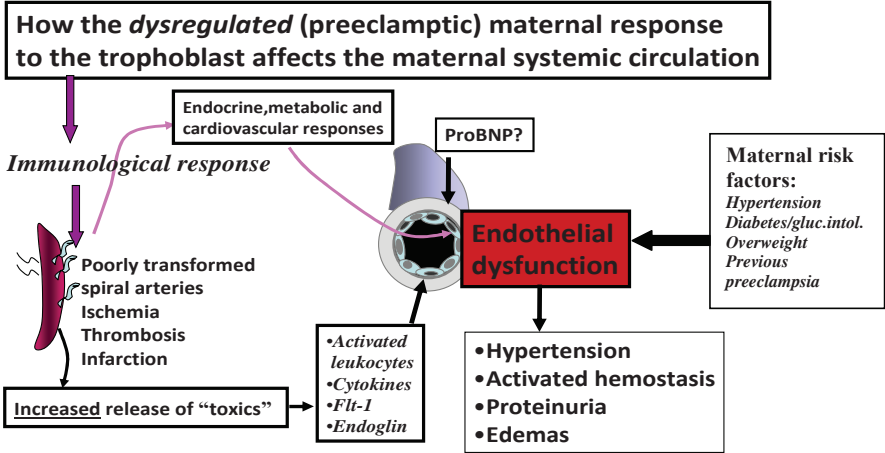 How the dysregulated (preeclamptic) maternal response
to the trophoblast affects the maternal systemic circulation
Endocrine,metabolic and
cardiovascular responses
ProBNP?
Immunological response
Maternal risk
factors:
Hypertension
Diabetes/gluc.intol.
Overweight
Previous
preeclampsia
Endothelial
dysfunction
Poorly transformed
spiral arteries
Ischemia
Thrombosis
Infarction
Increased release of “toxics”
•Activated
leukocytes
•Cytokines
•Flt-1
•Endoglin
•Hypertension
•Activated hemostasis
•Proteinuria
•Edemas